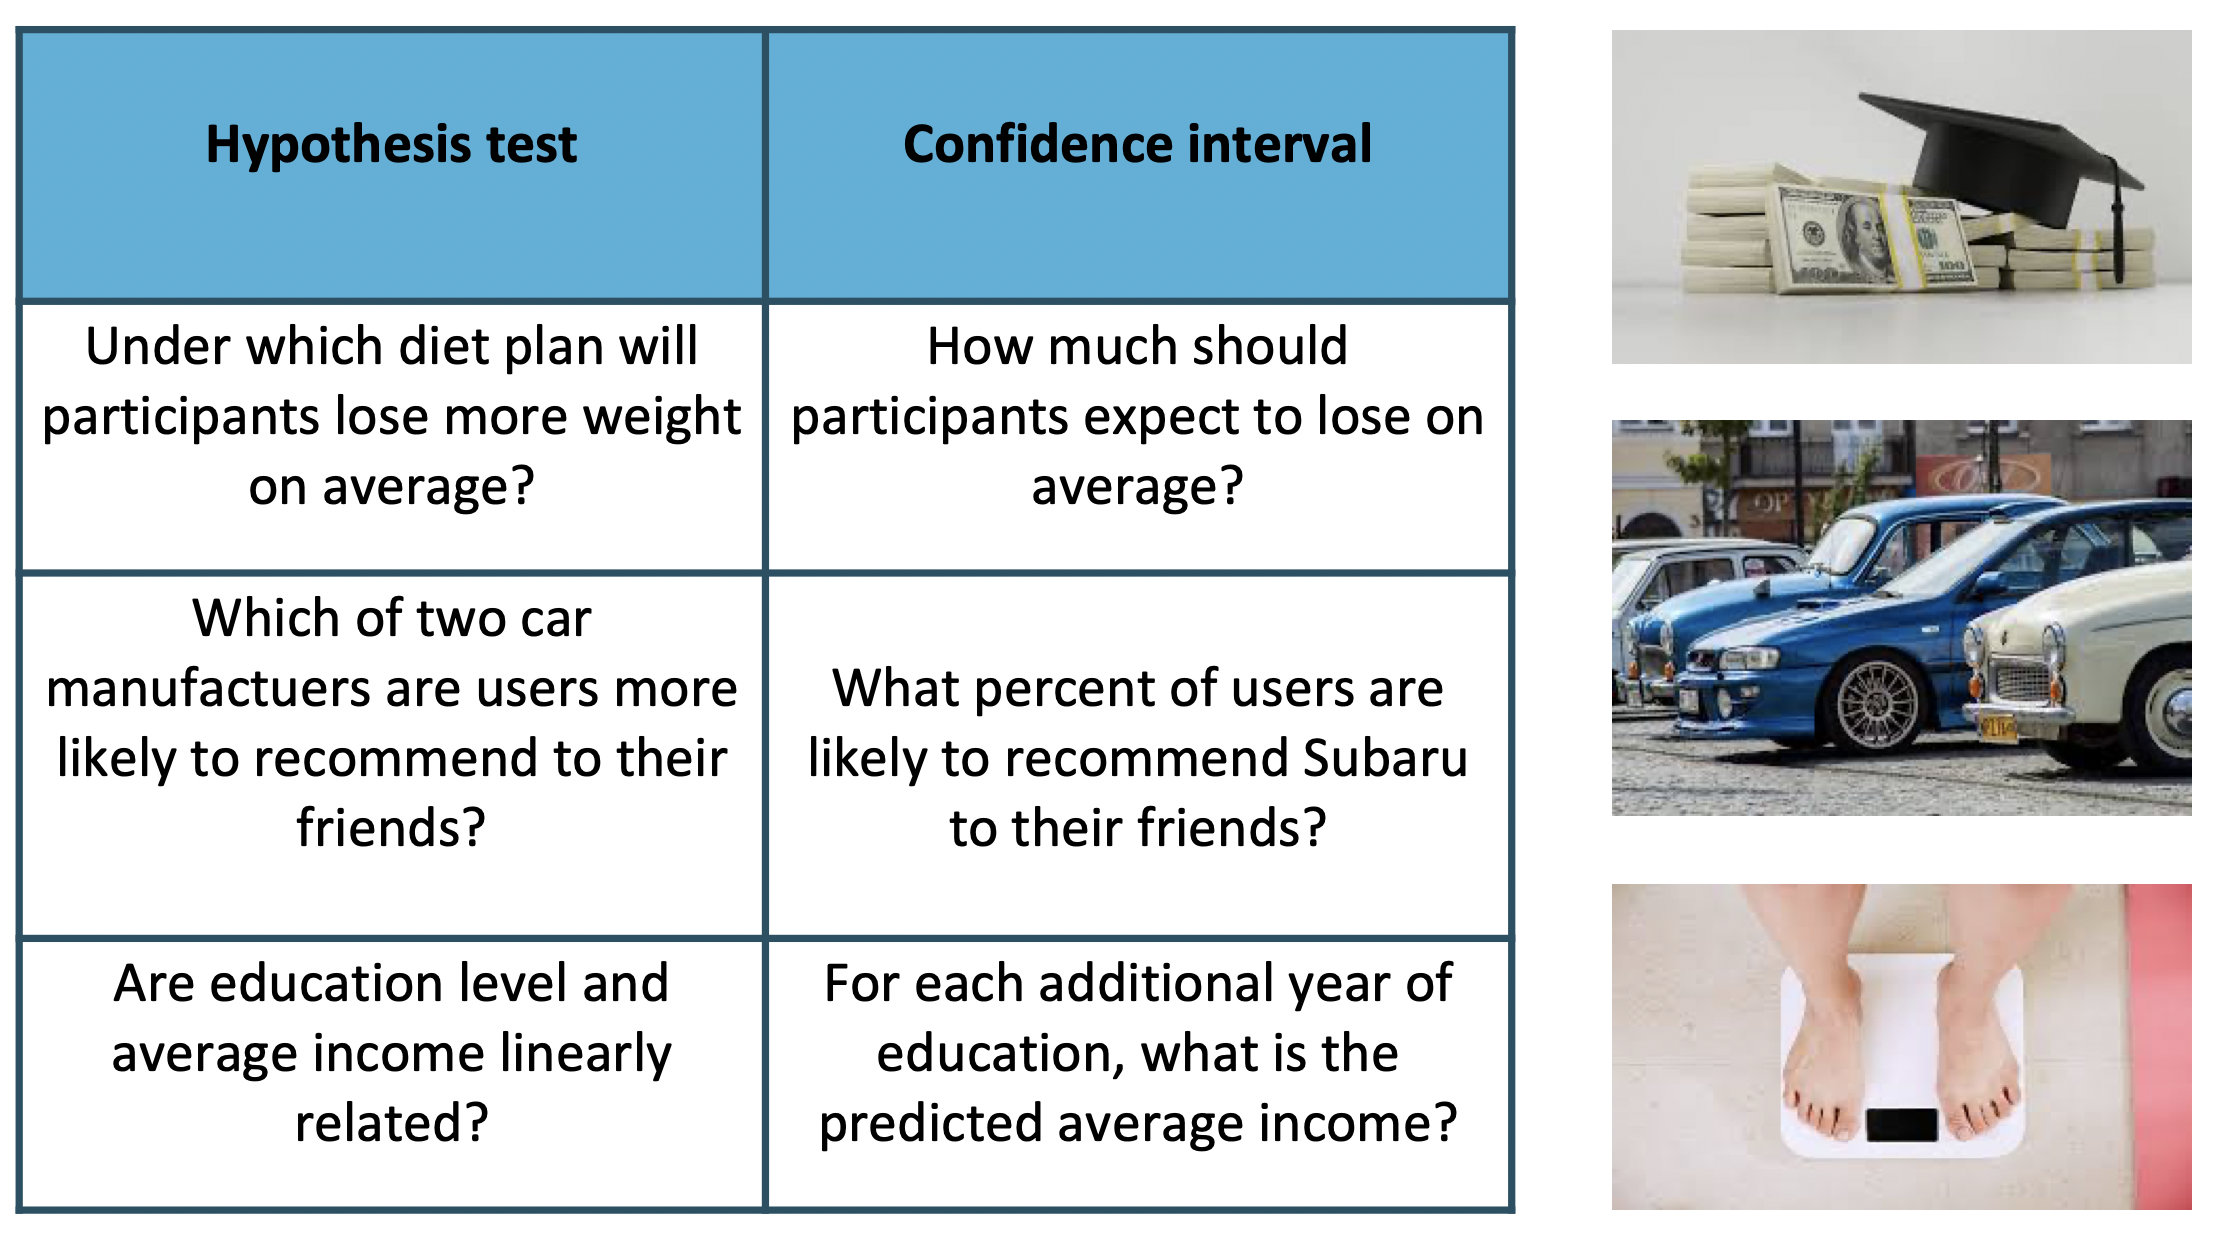 Hypothesis test
Confidence interval
Under which diet plan will
participants lose more weight
on average?
How much should
participants expect to lose on
average?
Which of two car
manufactuers are users more
likely to recommend to their
friends?
What percent of users are
likely to recommend Subaru
to their friends?
Are education level and
average income linearly
related?
For each additional year of
education, what is the
predicted average income?
100
100
OP